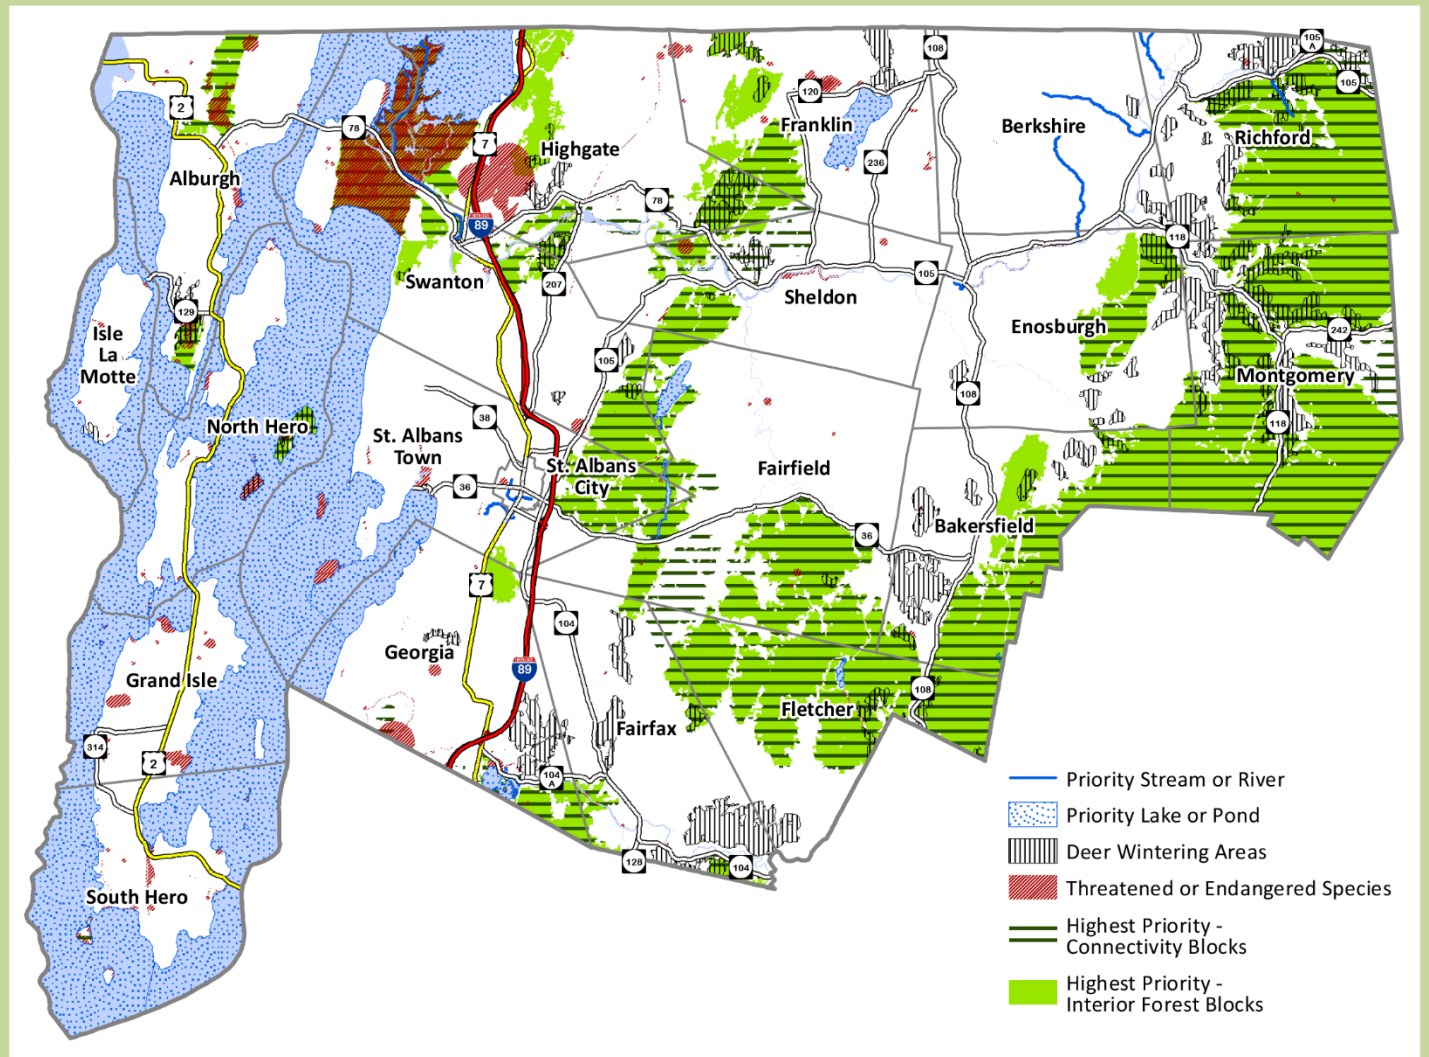 105
A
108
2
120
105
78
Franklin
Berkshire
Richford
7
Highgate
236
Alburgh
78
89
118
Swanton
207
105
Sheldon
129
Isle
La
Motte
Enosburgh
242
105
Montgomery
108
38
118
North Hero
St. Albans
Town
St. Albans
City
Fairfield
36
Bakersfield
36
7
104
Georgia
89
Grand Isle
108
Fletcher
Fairfax
314
2
104
A
128
104
South Hero
Priority Stream or River
Priority Lake or Pond
Deer Wintering Areas
Threatened or Endangered Species
Highest Priority -
Connectivity Blocks
Highest Priority -
Interior Forest Blocks